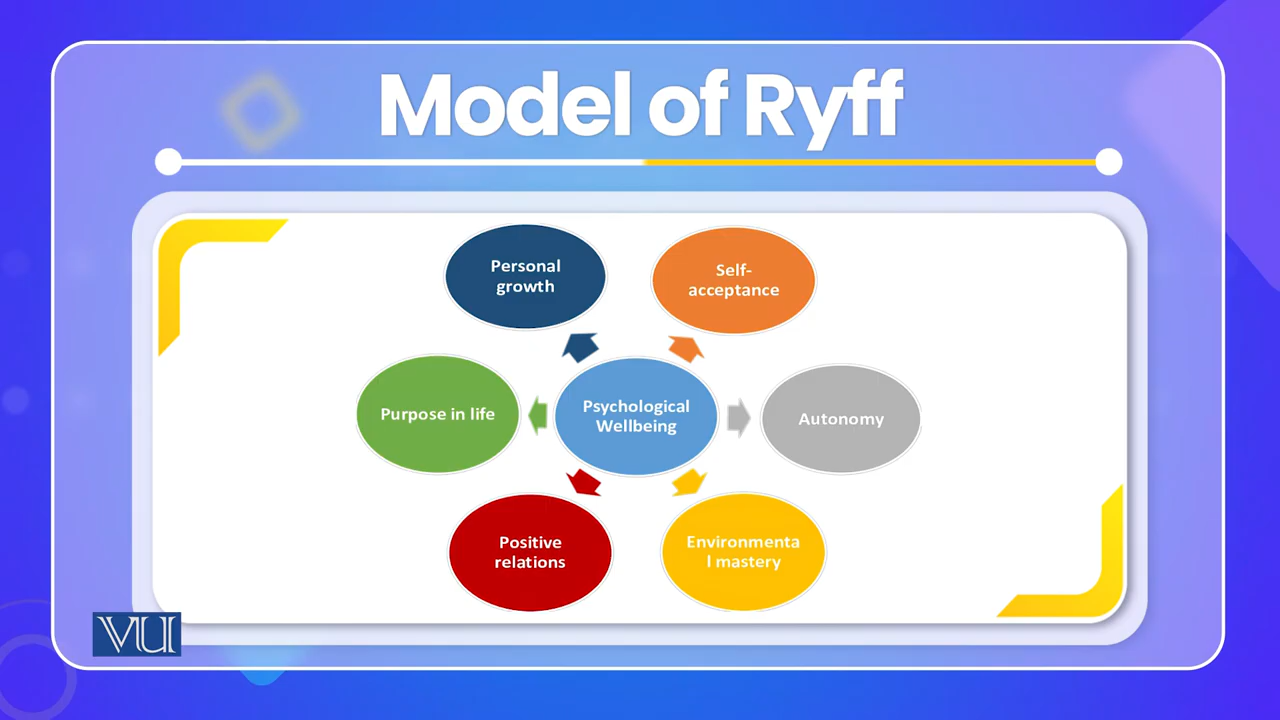 Model of Ryff
Personal
growth
Self-
acceptance
Purpose in life
Psychological
Wellbeing
Autonomy
Positive
relations
Environmenta
l mastery
VU